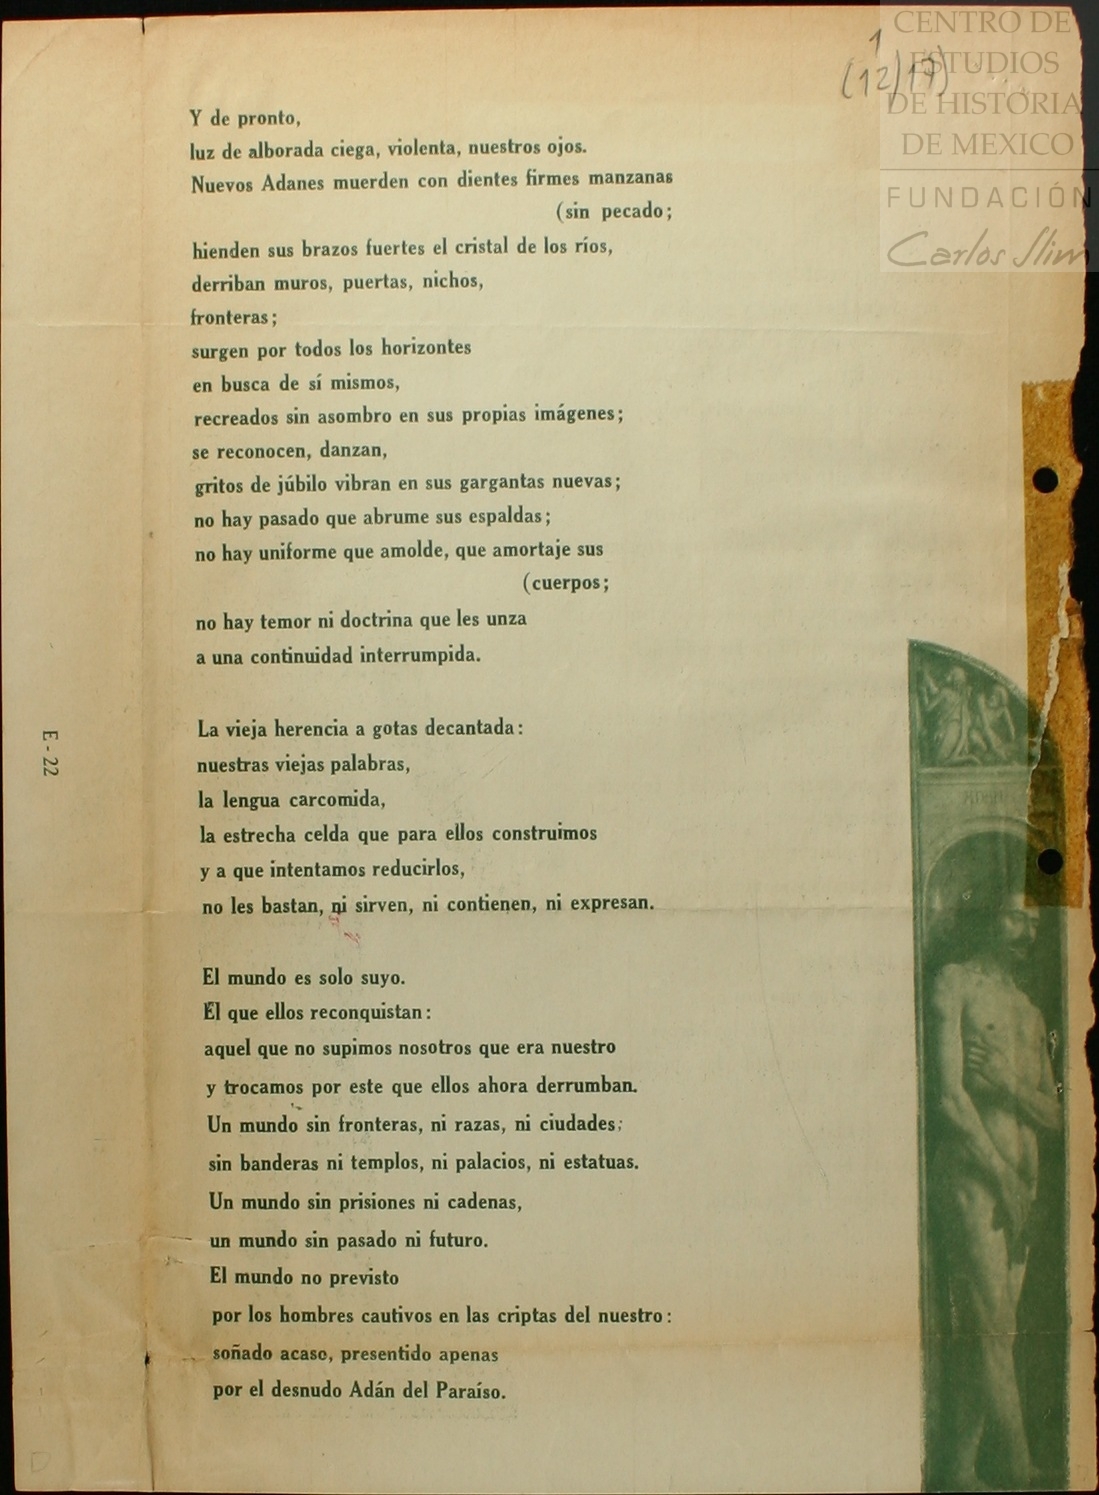 CENTRO DE
ESTUDIOS
DE HISTORIA
DE MEXICO
FUNDACIÓN
Carlos Slim
1
(12)17)
Y de pronto,
luz de alborada ciega, violenta, nuestros ojos.
Nuevos Adanes muerden con dientes firmes manzanas
(sin pecado;
hienden sus brazos fuertes el cristal de los ríos,
derriban muros, puertas, nichos,
fronteras;
surgen por todos los horizontes
en busca de sí mismos,
recreados sin asombro en sus propias imágenes;
se reconocen, danzan,
gritos de júbilo vibran en sus gargantas nuevas;
no hay pasado que abrume sus espaldas;
no hay uniforme que amolde, que amortaje sus
(cuerpos;
no hay temor ni doctrina que les unza
a una continuidad interrumpida.
La vieja herencia a gotas decantada:
nuestras viejas palabras,
la lengua carcomida,
la estrecha celda que para ellos construimos
y a que intentamos reducirlos,
no les bastan, ni sirven, ni contienen, ni expresan.
El mundo es solo suyo.
El que ellos reconquistan:
aquel que no supimos nosotros que era nuestro
y trocamos por este que ellos ahora derrumban.
Un mundo sin fronteras, ni razas, ni ciudades;
sin banderas ni templos, ni palacios, ni estatuas.
Un mundo sin prisiones ni cadenas,
un mundo sin pasado ni futuro.
El mundo no previsto
por los hombres cautivos en las criptas del nuestro:
soñado acaso, presentido apenas
por el desnudo Adán del Paraíso.
E - 22
D